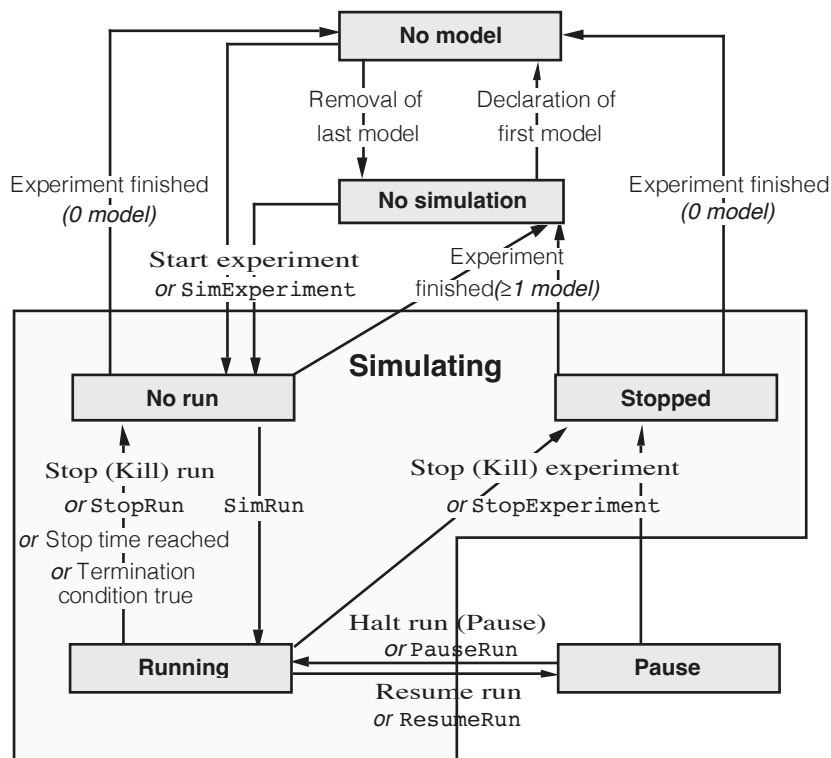 No model
Removal of
last model
Declaration of
first model
Experiment finished
(0 model)
Experiment finished
(0 model)
No simulation
Start experiment
or SimExperiment
Experiment
finished(≥1 model)
Simulating
No run
Stopped
Stop (Kill) run
or StopRun
or Stop time reached
or Termination
condition true
SimRun
Stop (Kill) experiment
or StopExperiment
Halt run (Pause)
or PauseRun
Running
Pause
Resume run
or ResumeRun